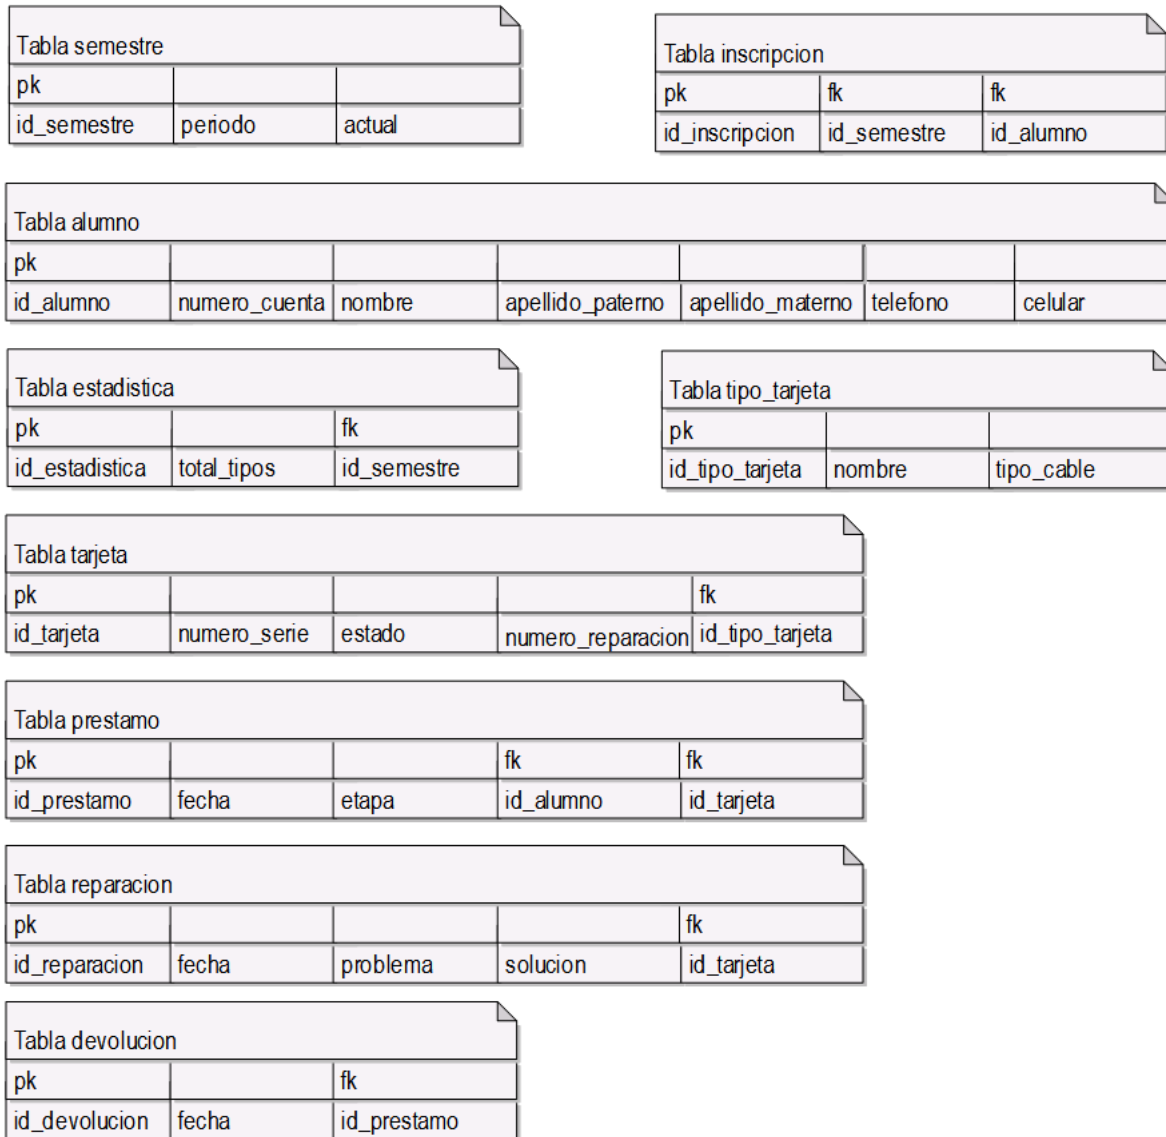 Tabla semestre
pk
id_semestre periodo actual
Tabla inscripcion
pk fk fk
id_inscripcion id_semestre id_alumno
Tabla alumno
pk
id_alumno numero_cuenta nombre apellido_paterno apellido_materno telefono celular
Tabla estadistica
pk fk
id_estadistica total_tipos id_semestre
Tabla tipo_tarjeta
pk
id_tipo_tarjeta nombre tipo_cable
Tabla tarjeta
pk fk
id_tarjeta numero_serie estado numero_reparacion id_tipo_tarjeta
Tabla prestamo
pk fk fk
id_prestamo fecha etapa id_alumno id_tarjeta
Tabla reparacion
pk fk
id_reparacion fecha problema solucion id_tarjeta
Tabla devolucion
pk fk
id_devolucion fecha id_prestamo